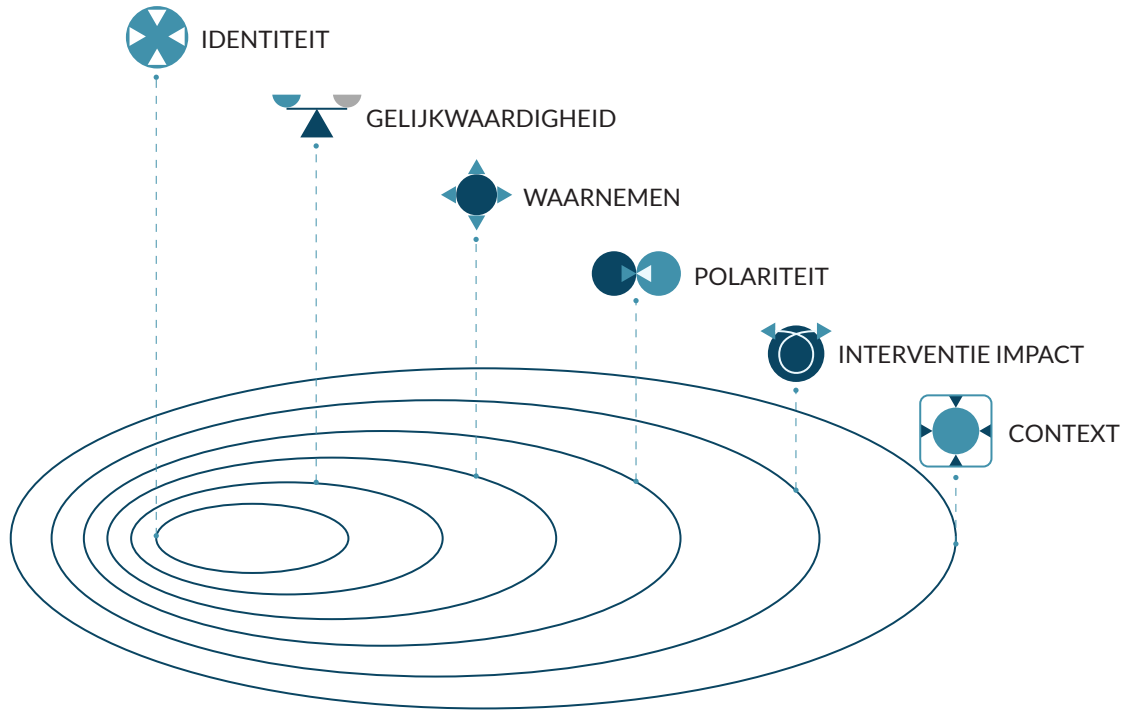 IDENTITEIT
GELIJKWAARDIGHEID
WAARNEMEN
POLARITEIT
INTERVENTIE IMPACT
CONTEXT